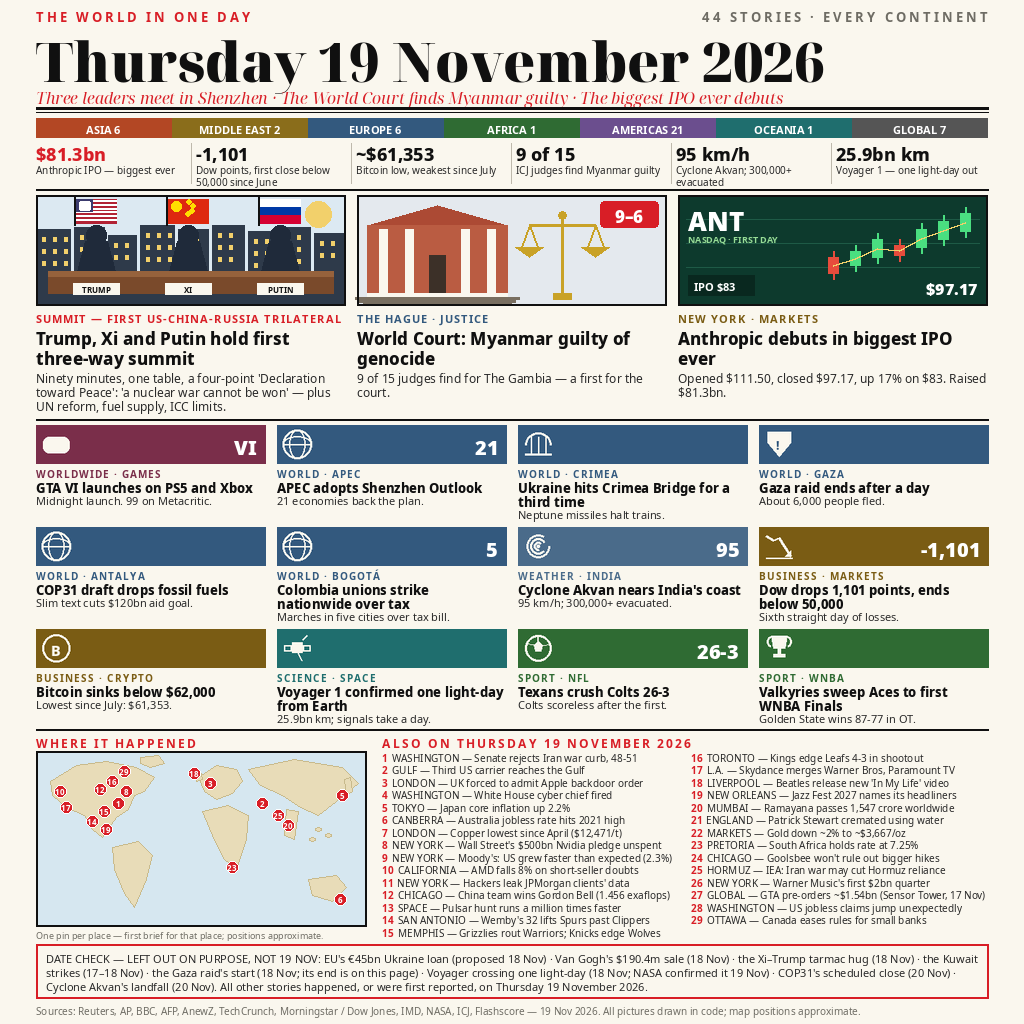 THE WORLD IN ONE DAY
44 STORIES · EVERY CONTINENT
Thursday 19 November 2026
Three leaders meet in Shenzhen · The World Court finds Myanmar guilty · The biggest IPO ever debuts
ASIA 6
MIDDLE EAST 2
EUROPE 6
AFRICA 1
AMERICAS 21
OCEANIA 1
GLOBAL 7
$81.3bn
Anthropic IPO — biggest ever
-1,101
Dow points, first close below
50,000 since June
~$61,353
Bitcoin low, weakest since July
9 of 15
ICJ judges find Myanmar guilty
95 km/h
Cyclone Akvan; 300,000+
evacuated
25.9bn km
Voyager 1 — one light-day out
TRUMP
XI
PUTIN
9–6
ANT
NASDAQ · FIRST DAY
IPO $83
$97.17
SUMMIT — FIRST US-CHINA-RUSSIA TRILATERAL
Trump, Xi and Putin hold first
three-way summit
Ninety minutes, one table, a four-point 'Declaration
toward Peace': 'a nuclear war cannot be won' — plus
UN reform, fuel supply, ICC limits.
THE HAGUE · JUSTICE
World Court: Myanmar guilty of
genocide
9 of 15 judges find for The Gambia — a first for the
court.
NEW YORK · MARKETS
Anthropic debuts in biggest IPO
ever
Opened $111.50, closed $97.17, up 17% on $83. Raised
$81.3bn.
VI
WORLDWIDE · GAMES
GTA VI launches on PS5 and Xbox
Midnight launch. 99 on Metacritic.
21
WORLD · APEC
APEC adopts Shenzhen Outlook
21 economies back the plan.
WORLD · CRIMEA
Ukraine hits Crimea Bridge for a
third time
Neptune missiles halt trains.
!
WORLD · GAZA
Gaza raid ends after a day
About 6,000 people fled.
WORLD · ANTALYA
COP31 draft drops fossil fuels
Slim text cuts $120bn aid goal.
5
WORLD · BOGOTÁ
Colombia unions strike
nationwide over tax
Marches in five cities over tax bill.
95
WEATHER · INDIA
Cyclone Akvan nears India's coast
95 km/h; 300,000+ evacuated.
-1,101
BUSINESS · MARKETS
Dow drops 1,101 points, ends
below 50,000
Sixth straight day of losses.
B
BUSINESS · CRYPTO
Bitcoin sinks below $62,000
Lowest since July: $61,353.
SCIENCE · SPACE
Voyager 1 confirmed one light-day
from Earth
25.9bn km; signals take a day.
26-3
SPORT · NFL
Texans crush Colts 26-3
Colts scoreless after the first.
SPORT · WNBA
Valkyries sweep Aces to first
WNBA Finals
Golden State wins 87-77 in OT.
WHERE IT HAPPENED
29
16
10
12
8
1
17
15
14
19
18
3
2
25
20
5
23
6
One pin per place — first brief for that place; positions approximate.
ALSO ON THURSDAY 19 NOVEMBER 2026
1 WASHINGTON — Senate rejects Iran war curb, 48-51
2 GULF — Third US carrier reaches the Gulf
3 LONDON — UK forced to admit Apple backdoor order
4 WASHINGTON — White House cyber chief fired
5 TOKYO — Japan core inflation up 2.2%
6 CANBERRA — Australia jobless rate hits 2021 high
7 LONDON — Copper lowest since April ($12,471/t)
8 NEW YORK — Wall Street's $500bn Nvidia pledge unspent
9 NEW YORK — Moody's: US grew faster than expected (2.3%)
10 CALIFORNIA — AMD falls 8% on short-seller doubts
11 NEW YORK — Hackers leak JPMorgan clients' data
12 CHICAGO — China team wins Gordon Bell (1.456 exaflops)
13 SPACE — Pulsar hunt runs a million times faster
14 SAN ANTONIO — Wemby's 32 lifts Spurs past Clippers
15 MEMPHIS — Grizzlies rout Warriors; Knicks edge Wolves
16 TORONTO — Kings edge Leafs 4-3 in shootout
17 L.A. — Skydance merges Warner Bros, Paramount TV
18 LIVERPOOL — Beatles release new 'In My Life' video
19 NEW ORLEANS — Jazz Fest 2027 names its headliners
20 MUMBAI — Ramayana passes 1,547 crore worldwide
21 ENGLAND — Patrick Stewart cremated using water
22 MARKETS — Gold down ~2% to ~$3,667/oz
23 PRETORIA — South Africa holds rate at 7.25%
24 CHICAGO — Goolsbee won't rule out bigger hikes
25 HORMUZ — IEA: Iran war may cut Hormuz reliance
26 NEW YORK — Warner Music's first $2bn quarter
27 GLOBAL — GTA pre-orders ~$1.54bn (Sensor Tower, 17 Nov)
28 WASHINGTON — US jobless claims jump unexpectedly
29 OTTAWA — Canada eases rules for small banks
DATE CHECK — LEFT OUT ON PURPOSE, NOT 19 NOV: EU's €45bn Ukraine loan (proposed 18 Nov) · Van Gogh's $190.4m sale (18 Nov) · the Xi–Trump tarmac hug (18 Nov) · the Kuwait
strikes (17–18 Nov) · the Gaza raid's start (18 Nov; its end is on this page) · Voyager crossing one light-day (18 Nov; NASA confirmed it 19 Nov) · COP31's scheduled close (20 Nov) ·
Cyclone Akvan's landfall (20 Nov). All other stories happened, or were first reported, on Thursday 19 November 2026.
Sources: Reuters, AP, BBC, AFP, AnewZ, TechCrunch, Morningstar / Dow Jones, IMD, NASA, ICJ, Flashscore — 19 Nov 2026. All pictures drawn in code; map positions approximate.